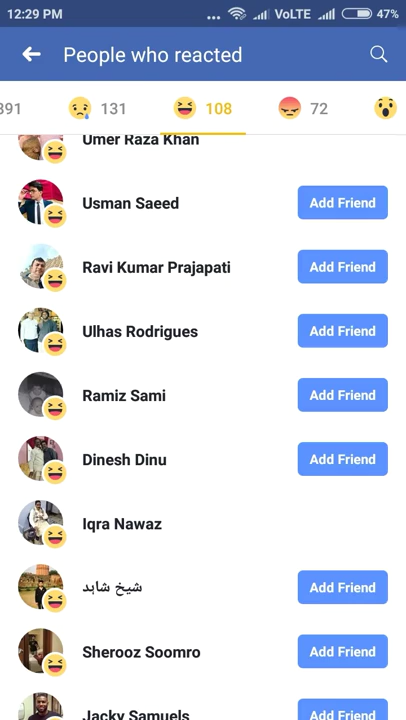 12:29 PM ... VoLTE 47%
People who reacted
391 131 108 72
Umer Raza Khan
Usman Saeed Add Friend
Ravi Kumar Prajapati Add Friend
Ulhas Rodrigues Add Friend
Ramiz Sami Add Friend
Dinesh Dinu Add Friend
Iqra Nawaz
شیخ شاہد Add Friend
Sherooz Soomro Add Friend
Jacky Samuels Add Friend